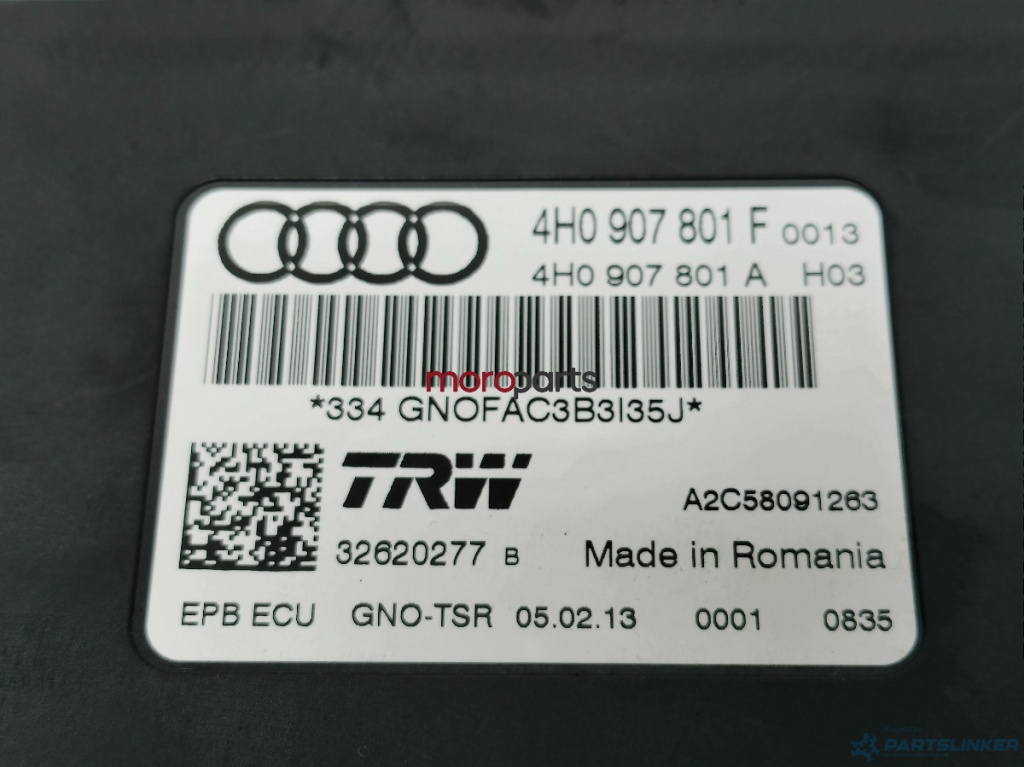 4H0 907 801 F 0013
4H0 907 801 A H03
moroparts
*334 GNOFAC3B3I35J*
TRW
A2C58091263
32620277 B Made in Romania
EPB ECU GNO-TSR 05.02.13 0001 0835
PARTSLINKER